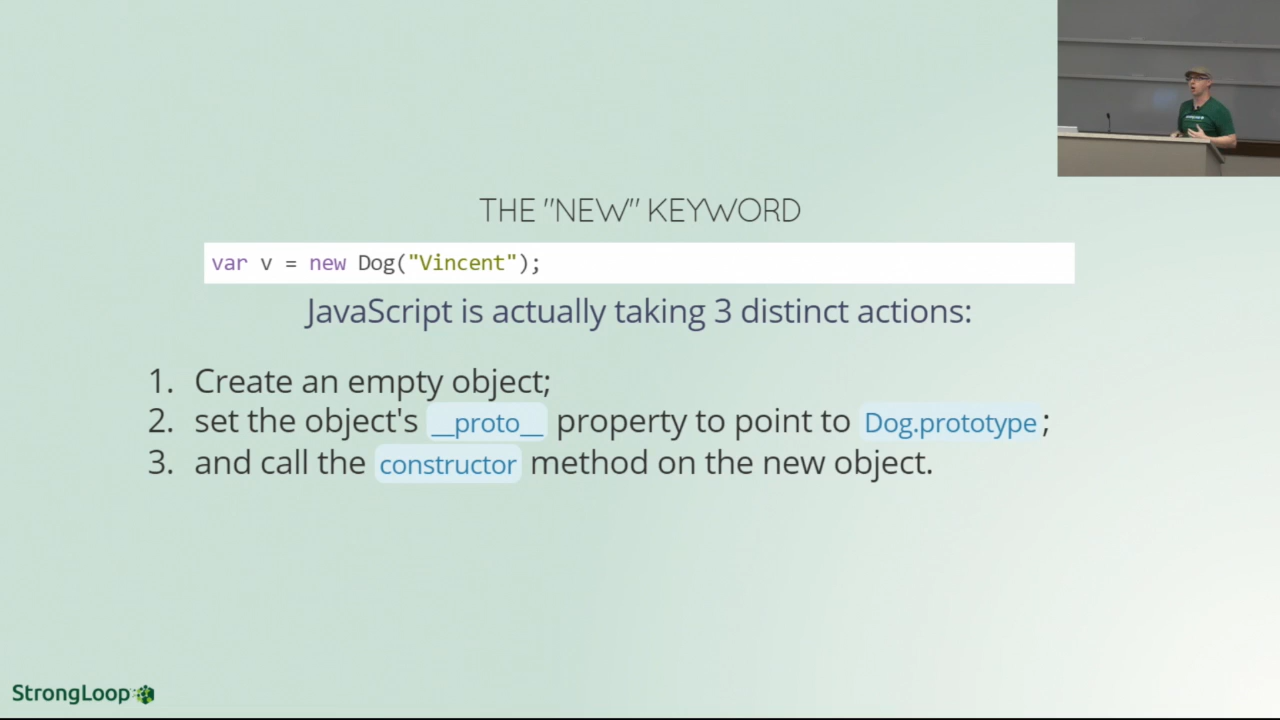 THE "NEW" KEYWORD
var v = new Dog("Vincent");
JavaScript is actually taking 3 distinct actions:
1. Create an empty object;
2. set the object's __proto__ property to point to Dog.prototype;
3. and call the constructor method on the new object.
StrongLoop